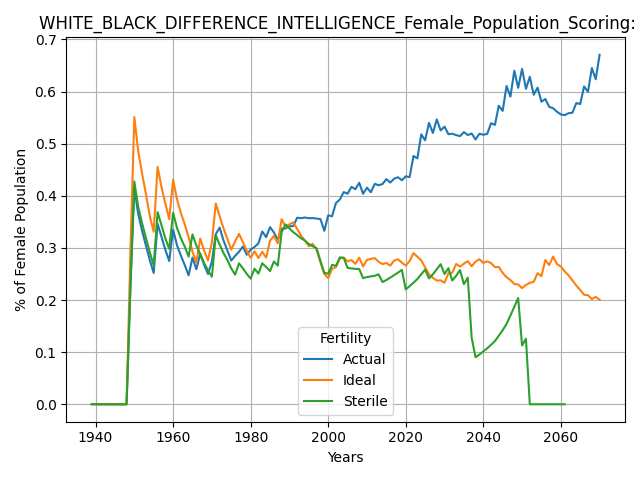 WHITE_BLACK_DIFFERENCE_INTELLIGENCE_Female_Population_Scoring:
0.7
0.6
0.5
0.4
0.3
0.2
0.1
0.0
% of Female Population
1940
1960
1980
2000
2020
2040
2060
Years
Fertility
Actual
Ideal
Sterile